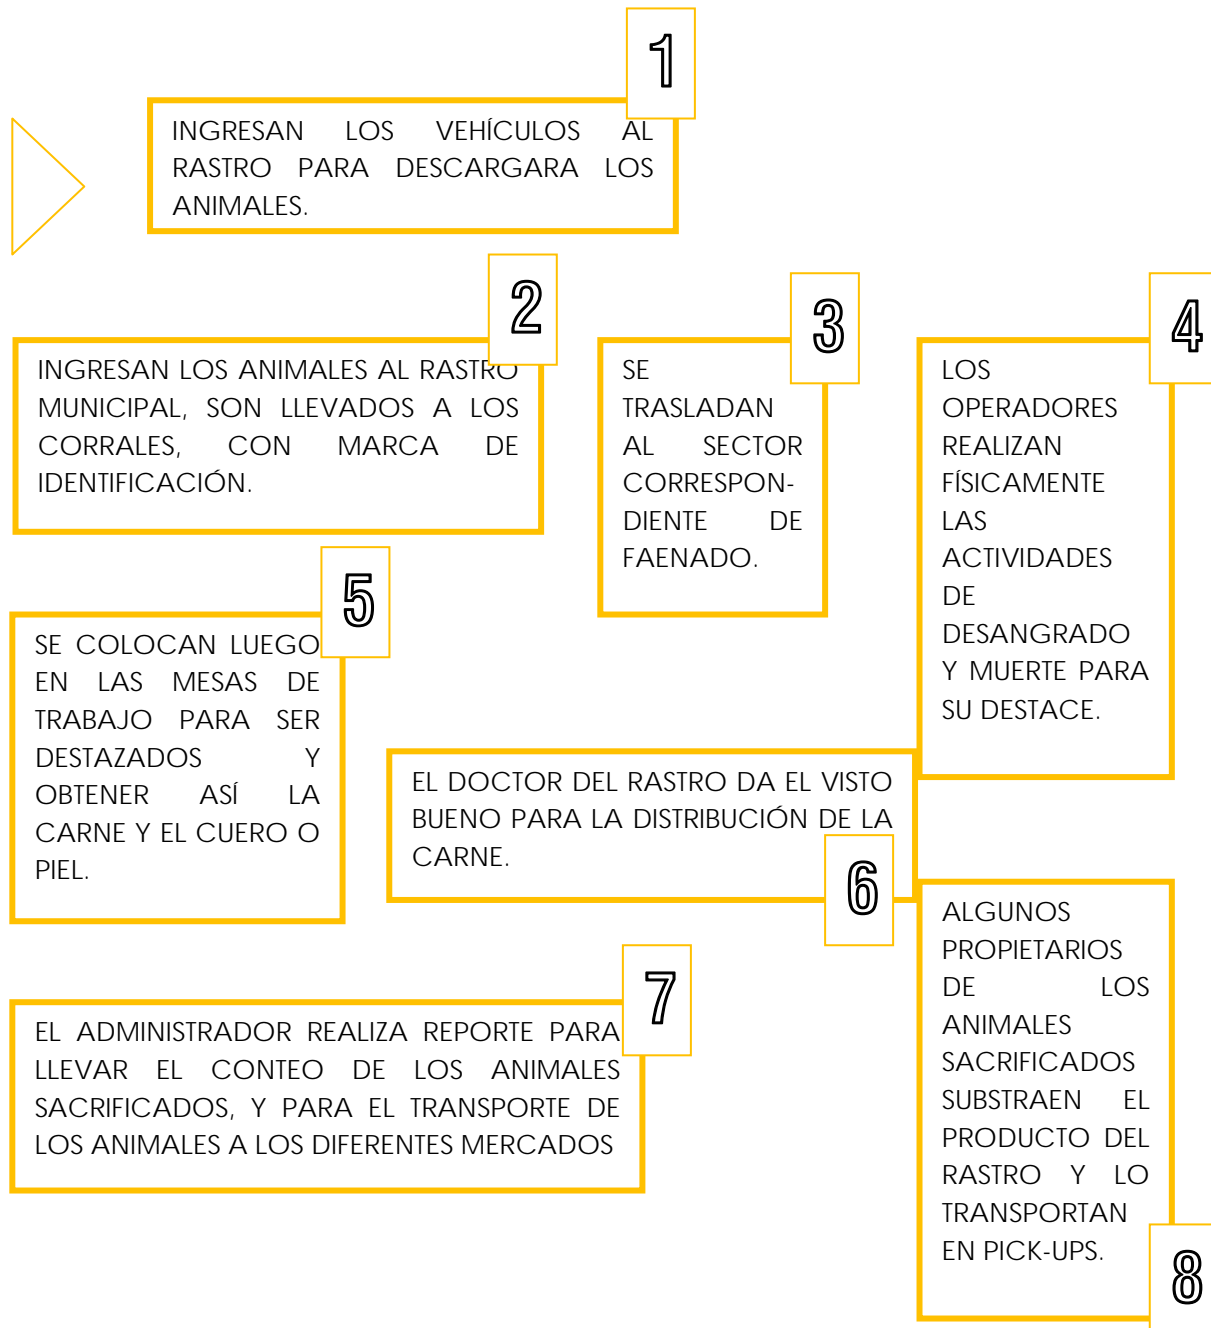 1
INGRESAN LOS VEHÍCULOS AL
RASTRO PARA DESCARGARA LOS
ANIMALES.
2
INGRESAN LOS ANIMALES AL RASTRO
MUNICIPAL, SON LLEVADOS A LOS
CORRALES, CON MARCA DE
IDENTIFICACIÓN.
3
SE
TRASLADAN
AL SECTOR
CORRESPON-
DIENTE DE
FAENADO.
4
LOS
OPERADORES
REALIZAN
FÍSICAMENTE
LAS
ACTIVIDADES
DE
DESANGRADO
Y MUERTE PARA
SU DESTACE.
5
SE COLOCAN LUEGO
EN LAS MESAS DE
TRABAJO PARA SER
DESTAZADOS Y
OBTENER ASÍ LA
CARNE Y EL CUERO O
PIEL.
EL DOCTOR DEL RASTRO DA EL VISTO
BUENO PARA LA DISTRIBUCIÓN DE LA
CARNE.
6
7
EL ADMINISTRADOR REALIZA REPORTE PARA
LLEVAR EL CONTEO DE LOS ANIMALES
SACRIFICADOS, Y PARA EL TRANSPORTE DE
LOS ANIMALES A LOS DIFERENTES MERCADOS
ALGUNOS
PROPIETARIOS
DE LOS
ANIMALES
SACRIFICADOS
SUBSTRAEN EL
PRODUCTO DEL
RASTRO Y LO
TRANSPORTAN
EN PICK-UPS.
8